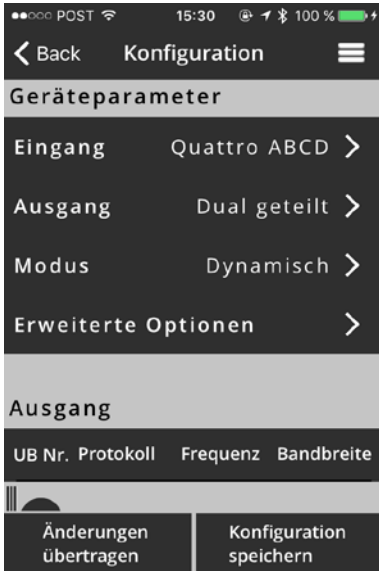 POST 15:30 100 %
Back Konfiguration
Geräteparameter
Eingang Quattro ABCD
Ausgang Dual geteilt
Modus Dynamisch
Erweiterte Optionen
Ausgang
UB Nr. Protokoll Frequenz Bandbreite
Änderungen übertragen
Konfiguration speichern